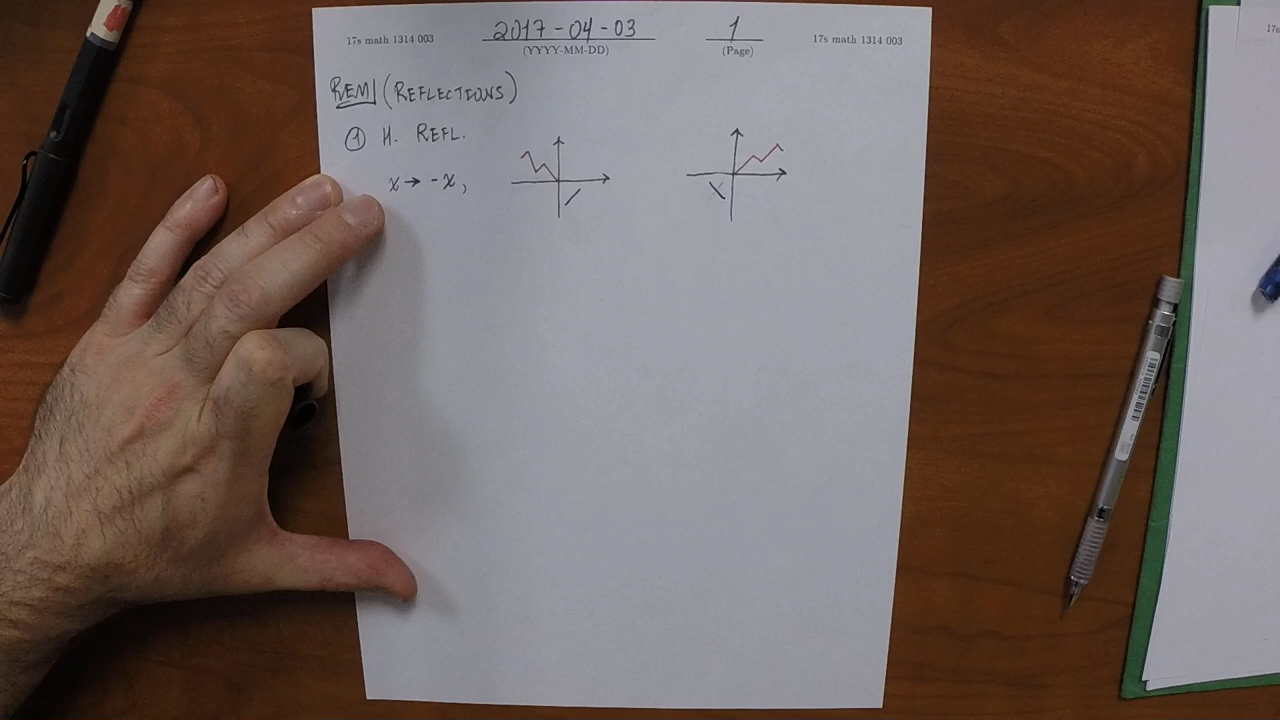 17s math 1314 003 2017-04-03 1 17s math 1314 003
(YYYY-MM-DD) (Page)
REM (REFLECTIONS)
① H. REFL.
x → -x,
17s